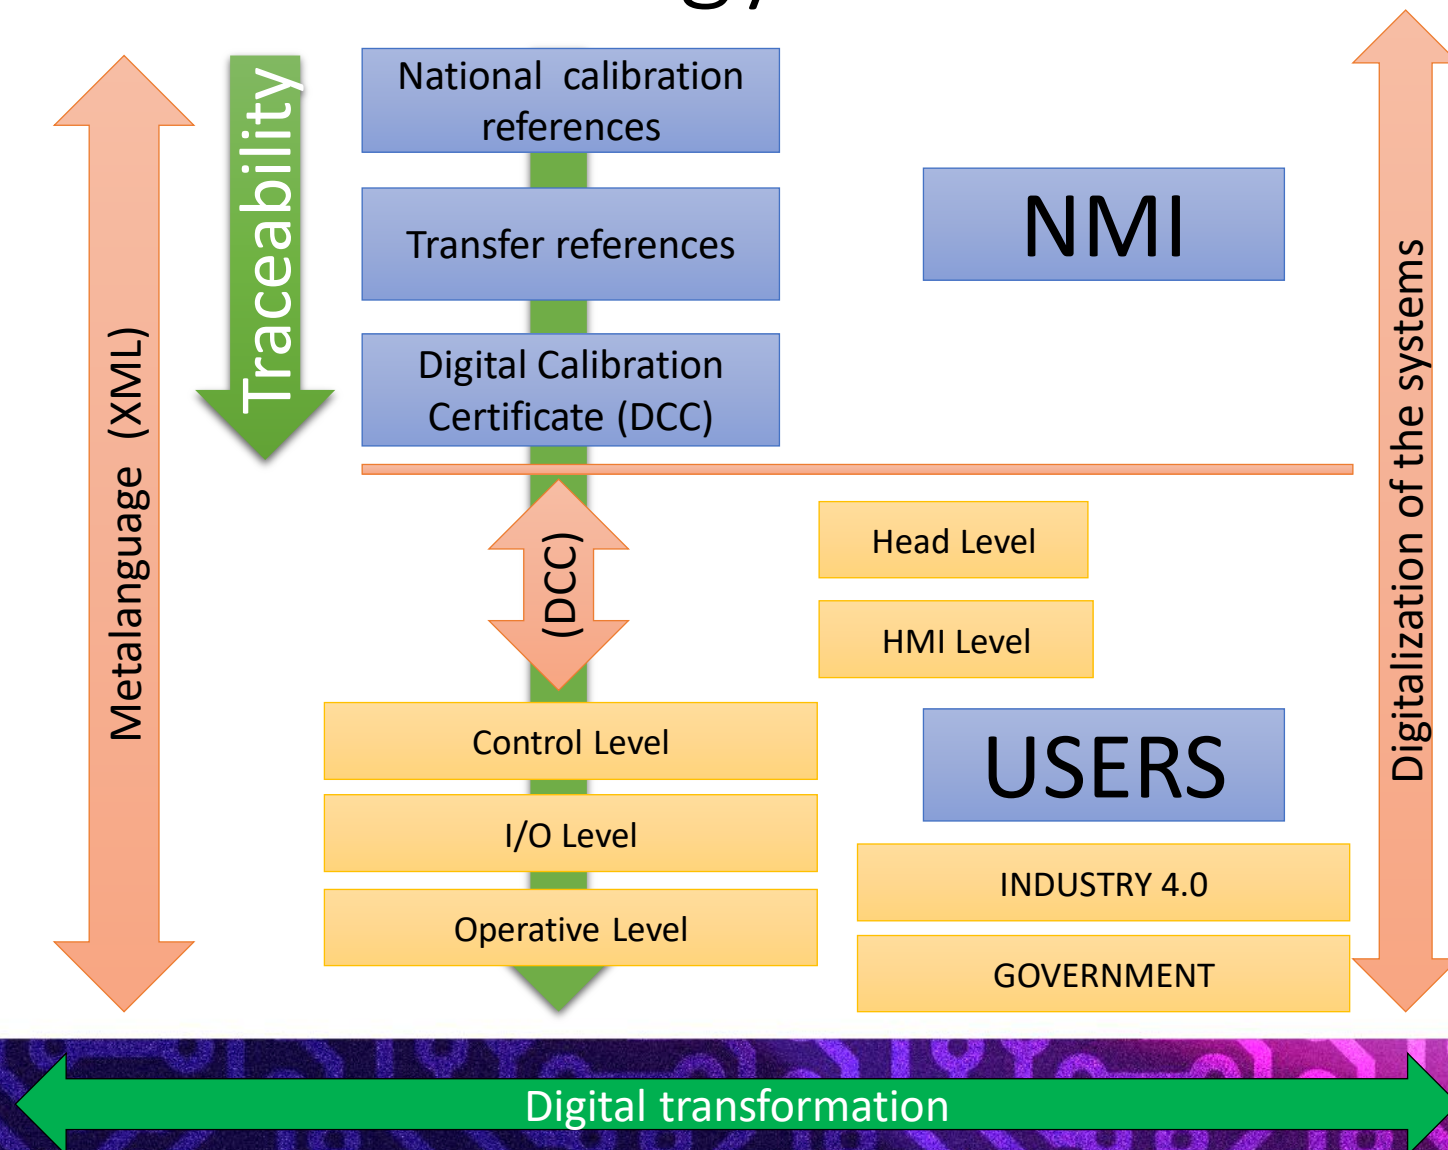 Metalanguage (XML)
Traceability
National calibration
references
Transfer references
Digital Calibration
Certificate (DCC)
NMI
(DCC)
Head Level
HMI Level
Control Level
I/O Level
Operative Level
USERS
INDUSTRY 4.0
GOVERNMENT
Digitalization of the systems
Digital transformation